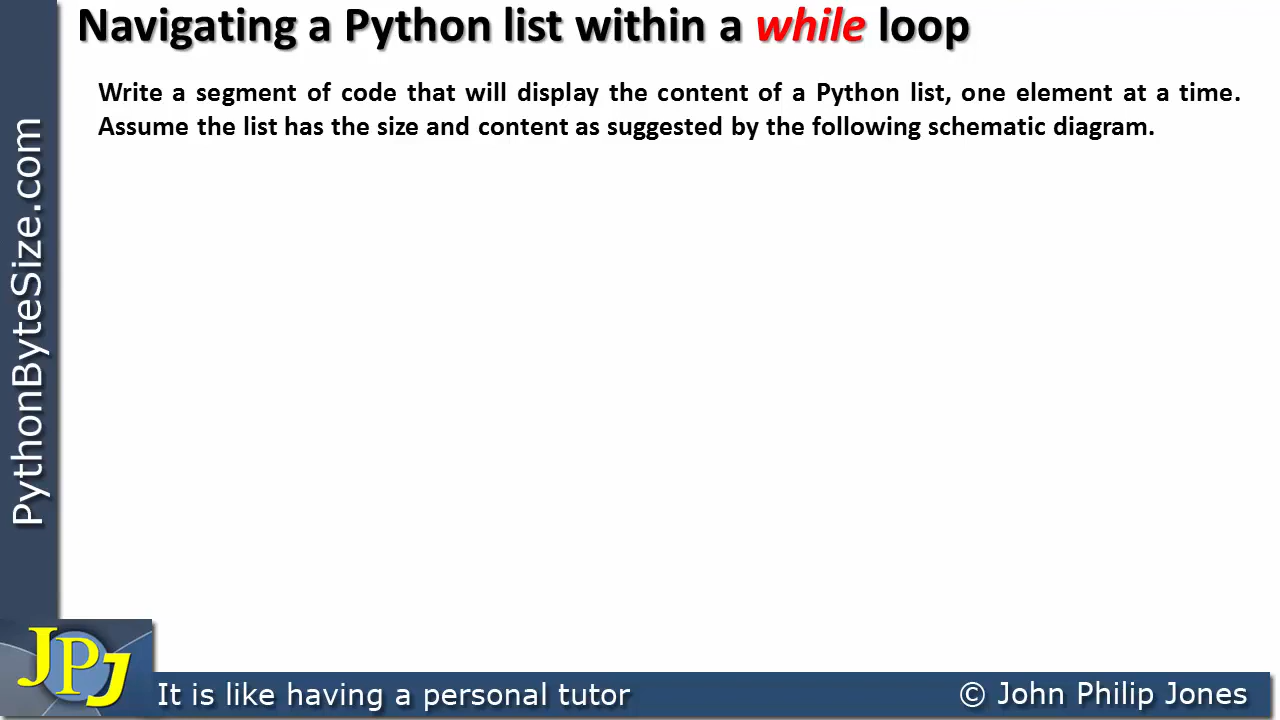 Navigating a Python list within a while loop
Write a segment of code that will display the content of a Python list, one element at a time.
Assume the list has the size and content as suggested by the following schematic diagram.
PythonByteSize.com
JPJ
It is like having a personal tutor
© John Philip Jones